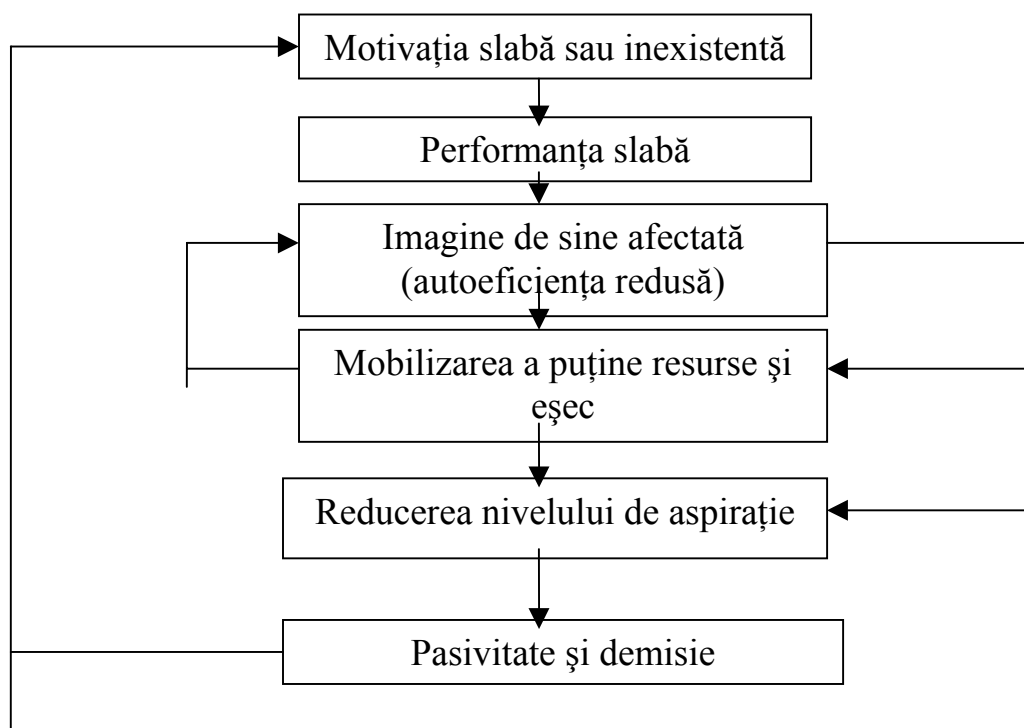 Motivația slabă sau inexistentă
Performanța slabă
Imagine de sine afectată
(autoeficiența redusă)
Mobilizarea a puține resurse şi
eşec
Reducerea nivelului de aspirație
Pasivitate şi demisie